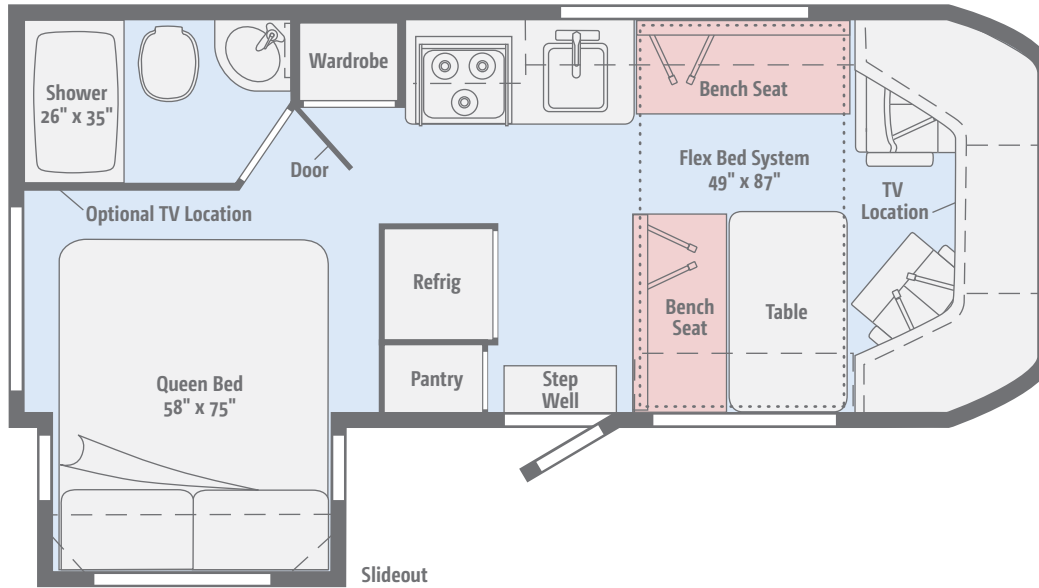 Shower
26" x 35"
Wardrobe
Bench Seat
Door
Flex Bed System
49" x 87"
TV
Location
Optional TV Location
Refrig
Bench
Seat
Table
Pantry
Step
Well
Queen Bed
58" x 75"
Slideout